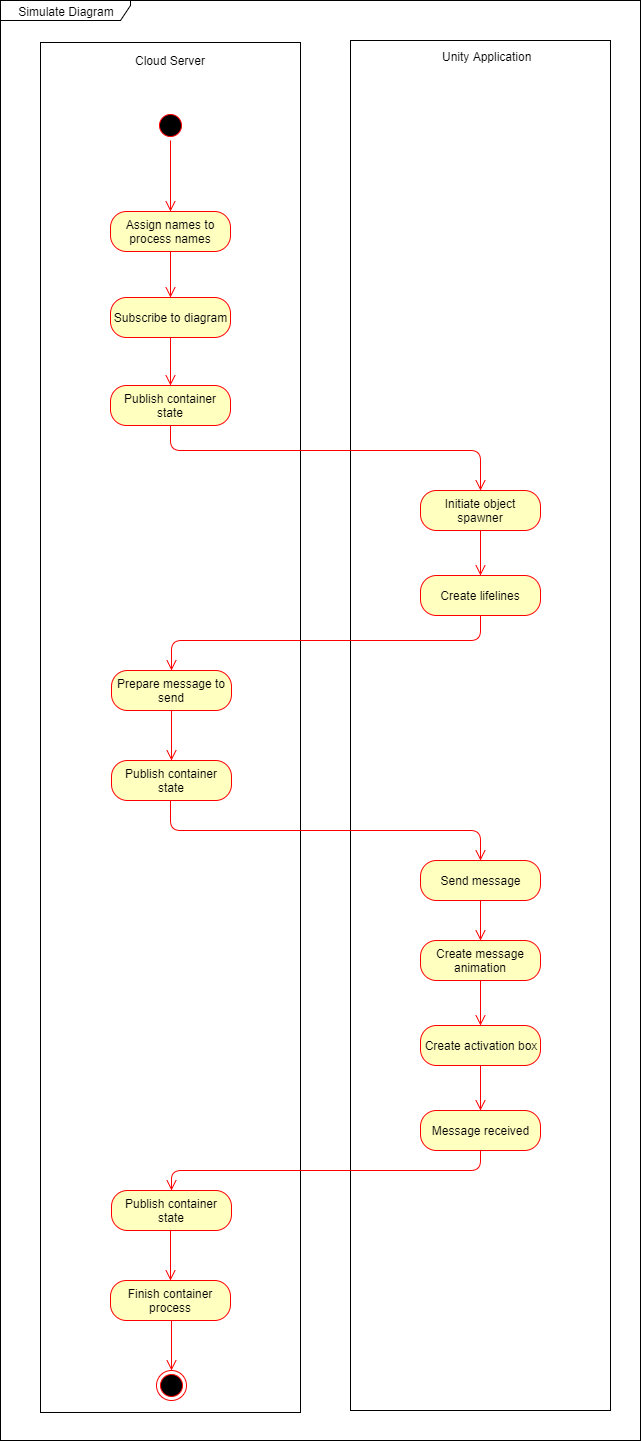 Simulate Diagram
Cloud Server
Unity Application
Assign names to
process names
Subscribe to diagram
Publish container
state
Initiate object
spawner
Create lifelines
Prepare message to
send
Publish container
state
Send message
Create message
animation
Create activation box
Message received
Publish container
state
Finish container
process